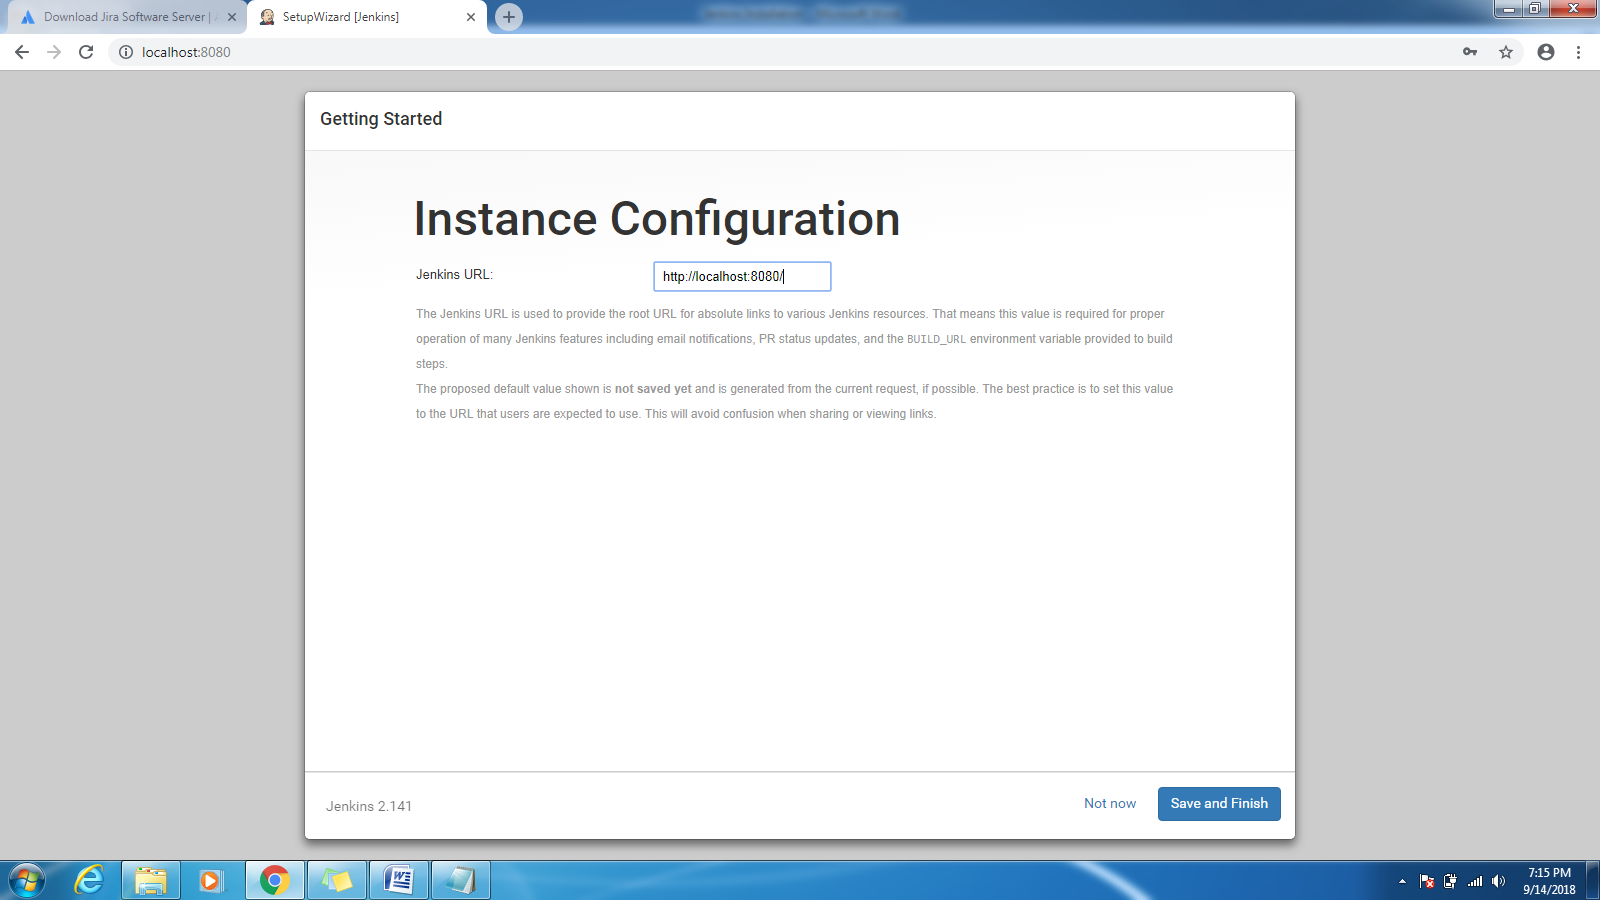 Download Jira Software Server |
SetupWizard [Jenkins]
localhost:8080
Getting Started
Instance Configuration
Jenkins URL:
http://localhost:8080/
The Jenkins URL is used to provide the root URL for absolute links to various Jenkins resources. That means this value is required for proper
operation of many Jenkins features including email notifications, PR status updates, and the BUILD_URL environment variable provided to build
steps.
The proposed default value shown is not saved yet and is generated from the current request, if possible. The best practice is to set this value
to the URL that users are expected to use. This will avoid confusion when sharing or viewing links.
Jenkins 2.141
Not now
Save and Finish
7:15 PM
9/14/2018